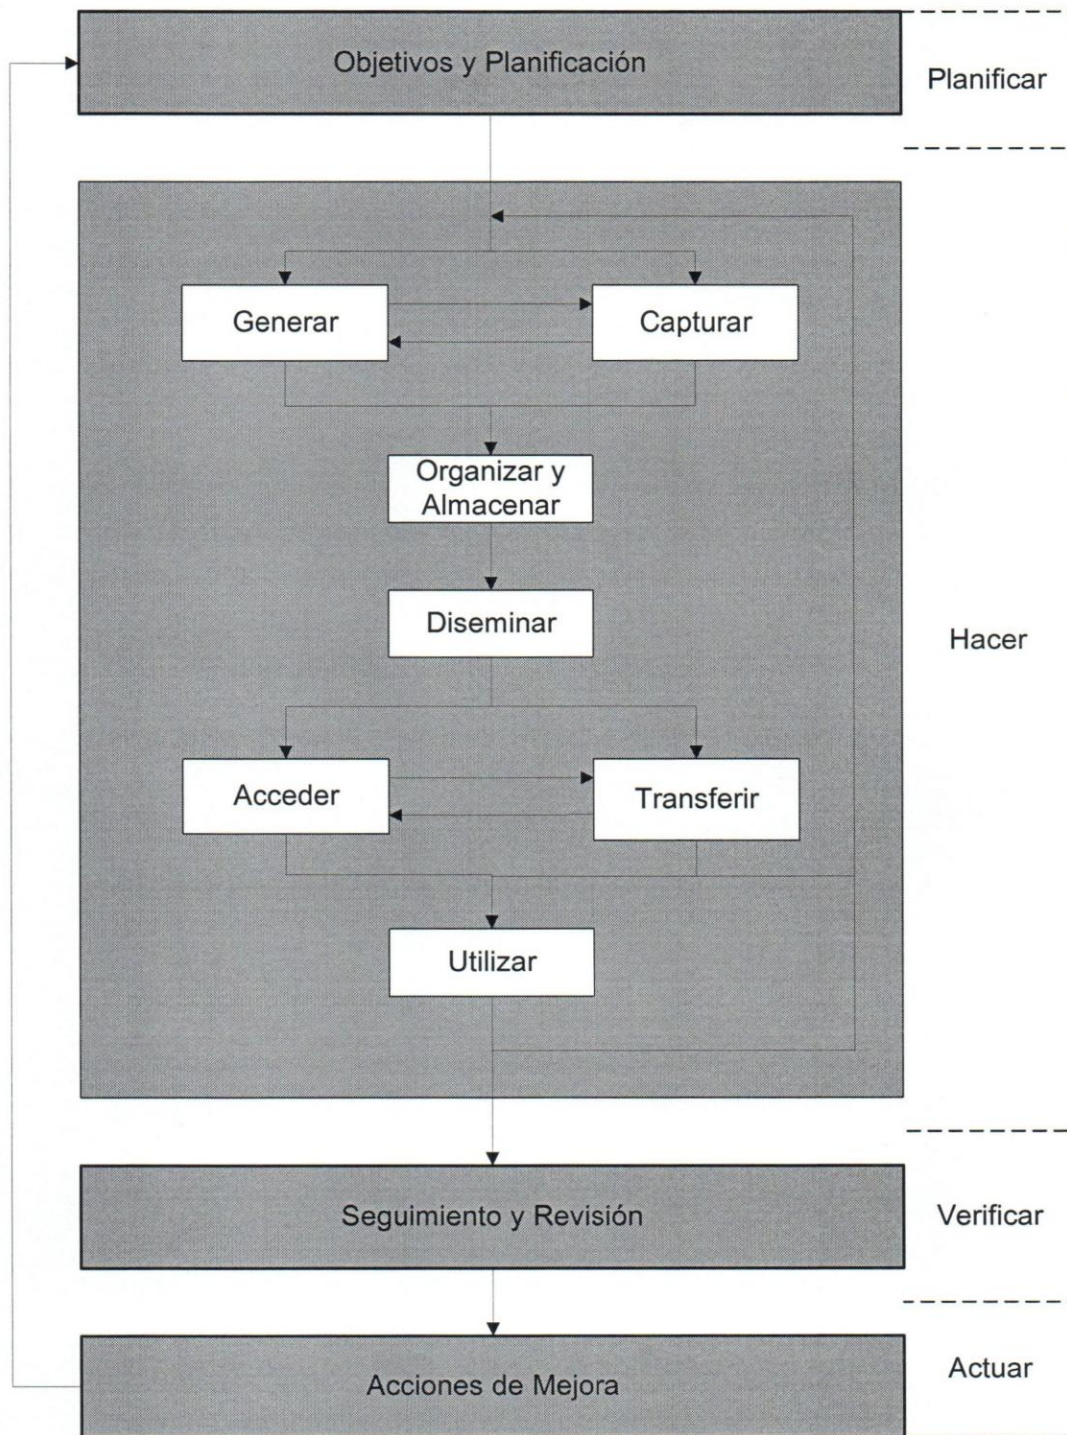 Objetivos y Planificación
Planificar
Generar
Capturar
Organizar y
Almacenar
Diseminar
Hacer
Acceder
Transferir
Utilizar
Seguimiento y Revisión
Verificar
Acciones de Mejora
Actuar